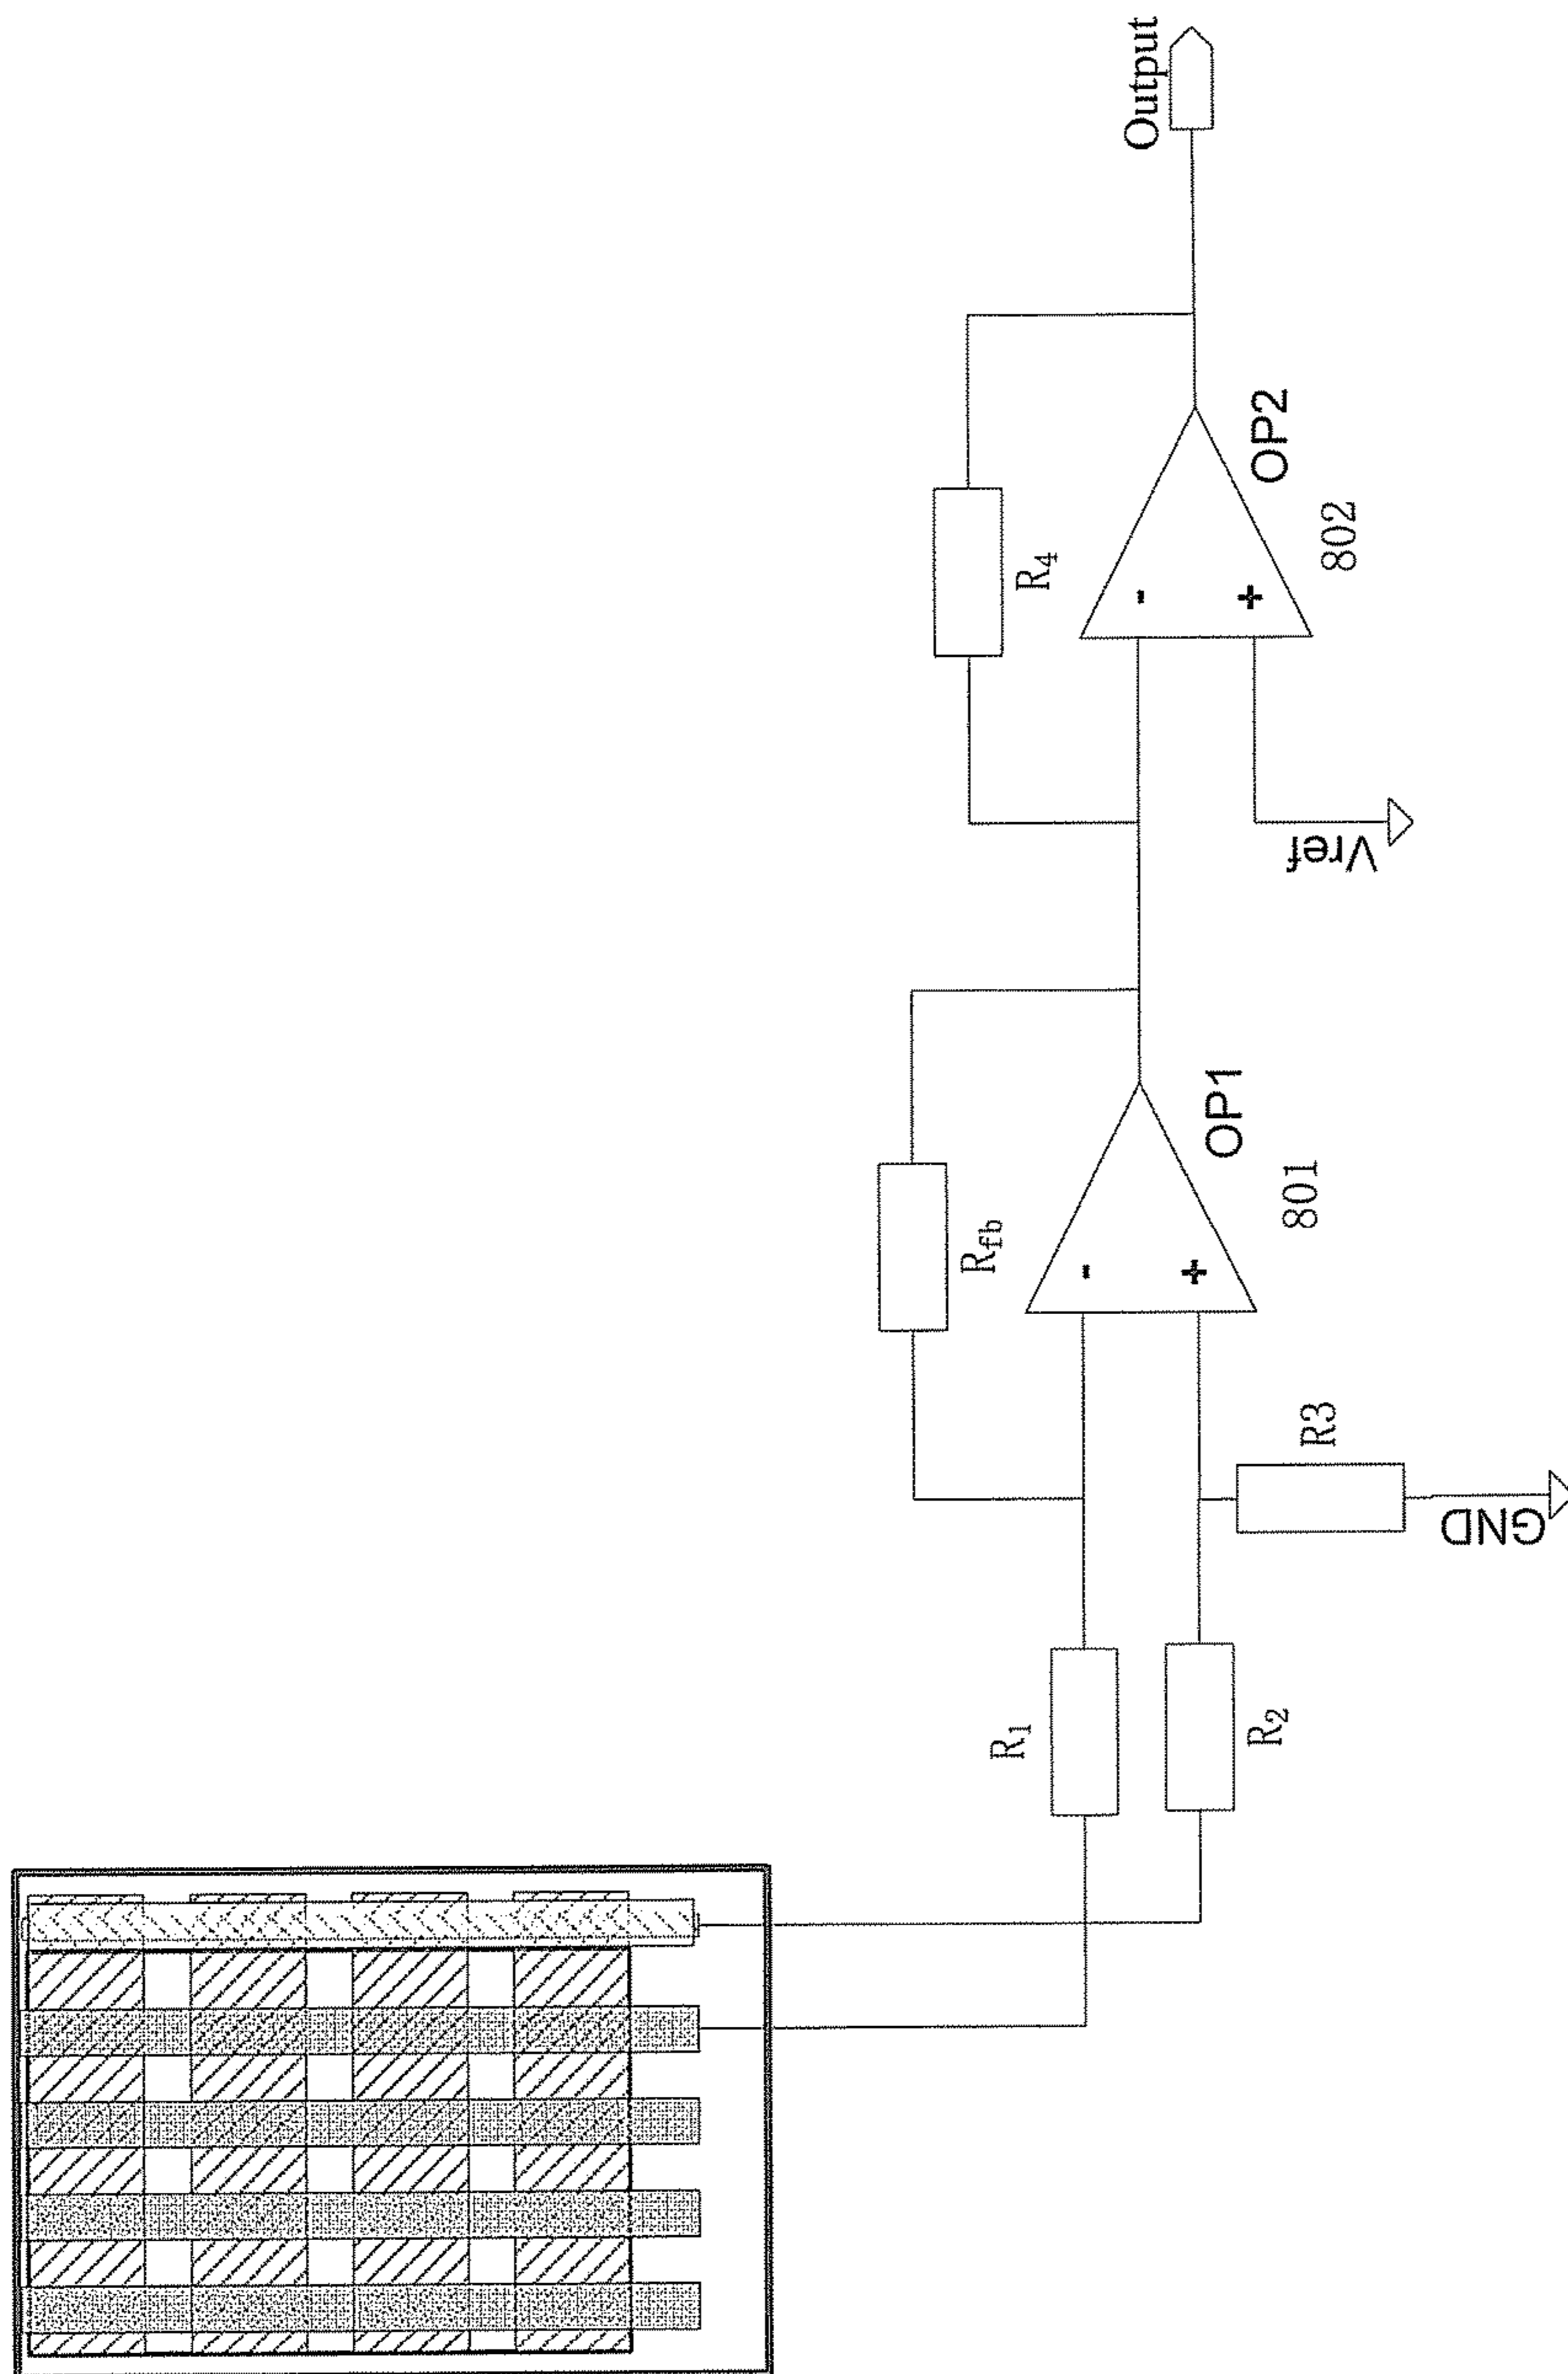 Output
R4
OP2
802
Vref
Rfb
OP1
801
R1
R2
R3
GND